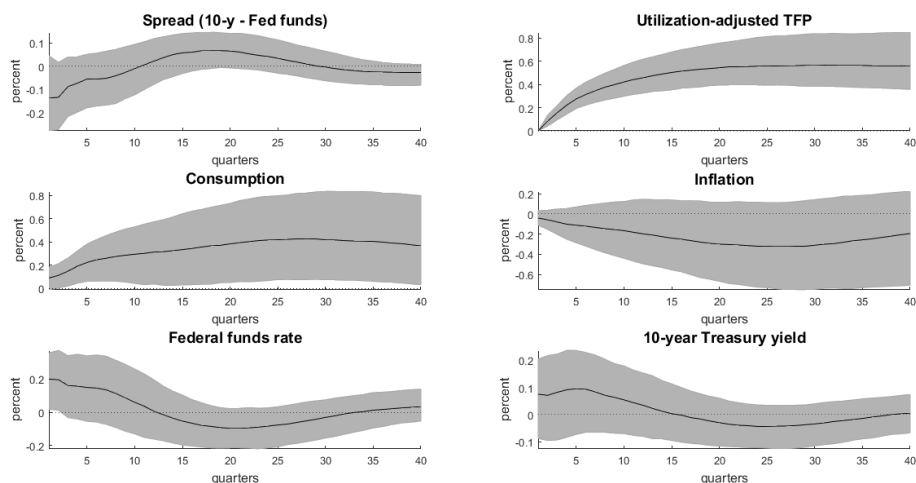 Spread (10-y - Fed funds)
percent
0.1
0
-0.1
-0.2
5 10 15 20 25 30 35 40
quarters
Utilization-adjusted TFP
percent
0.8
0.6
0.4
0.2
0
5 10 15 20 25 30 35 40
quarters
Consumption
percent
0.8
0.6
0.4
0.2
0
5 10 15 20 25 30 35 40
quarters
Inflation
percent
0.2
0
-0.2
-0.4
-0.6
5 10 15 20 25 30 35 40
quarters
Federal funds rate
percent
0.2
0
-0.2
5 10 15 20 25 30 35 40
quarters
10-year Treasury yield
percent
0.2
0.1
0
-0.1
5 10 15 20 25 30 35 40
quarters